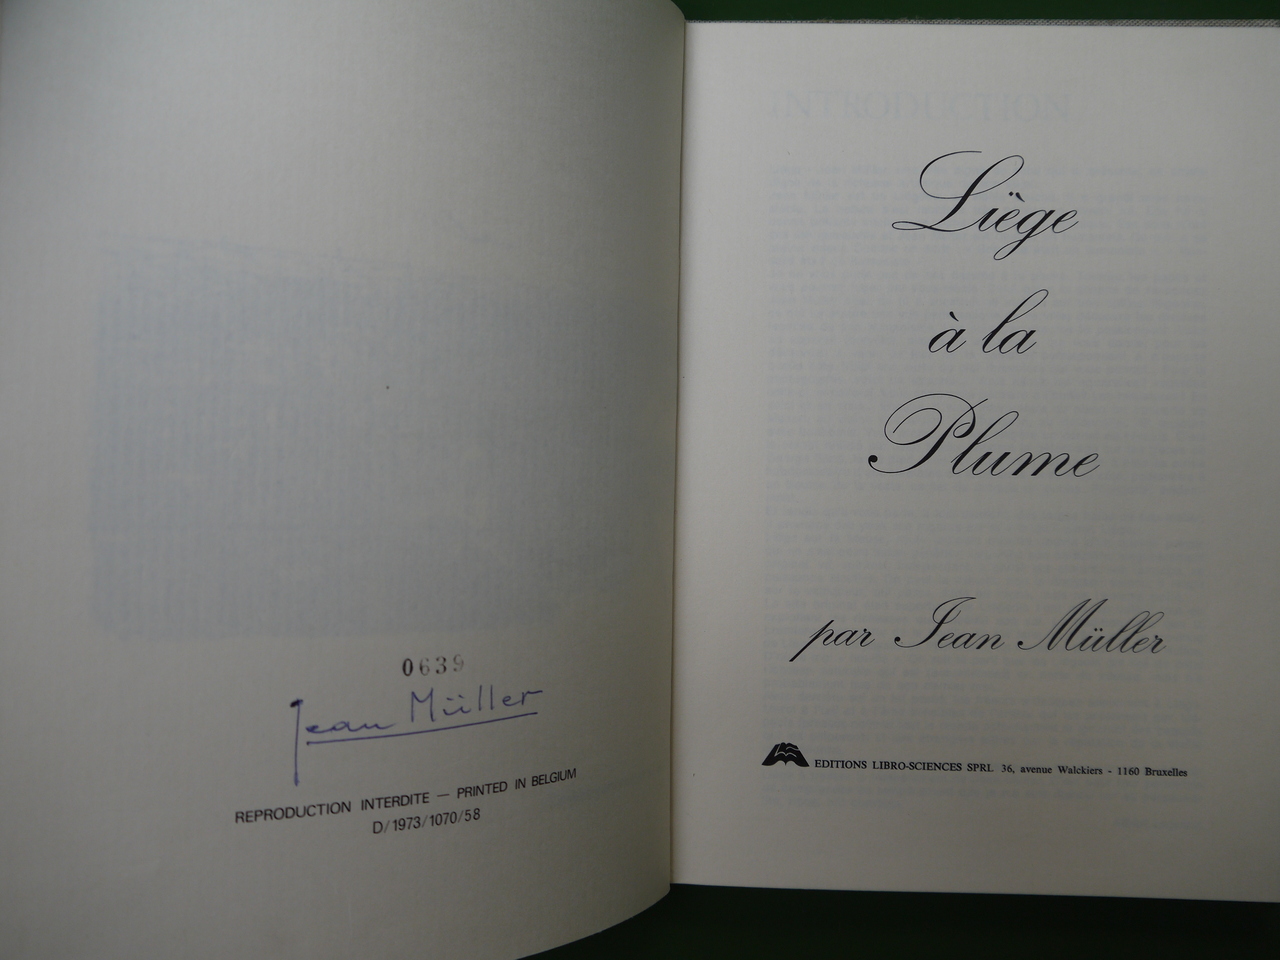 0639
Jean Müller
REPRODUCTION INTERDITE — PRINTED IN BELGIUM
D/1973/1070/58
INTRODUCTION
Liège
à la
Plume
par Jean Müller
EDITIONS LIBRO-SCIENCES SPRL 36, avenue Walckiers - 1160 Bruxelles